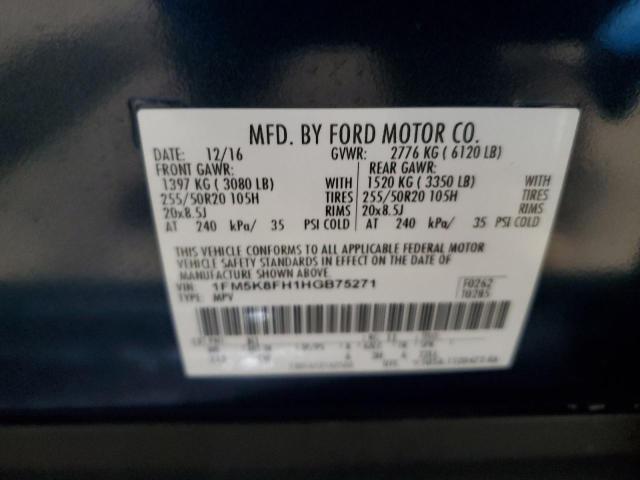 MFD. BY FORD MOTOR CO.
DATE: 12/16 GVWR: 2776 KG ( 6120 LB)
FRONT GAWR: REAR GAWR:
1397 KG ( 3080 LB) WITH 1520 KG ( 3350 LB) WITH
255/50R20 105H TIRES 255/50R20 105H TIRES
20x8.5J RIMS 20x8.5J RIMS
AT 240 kPa/ 35 PSI COLD AT 240 kPa/ 35 PSI COLD
THIS VEHICLE CONFORMS TO ALL APPLICABLE FEDERAL MOTOR
VEHICLE SAFETY STANDARDS IN EFFECT ON THE DATE OF
MANUFACTURE SHOWN ABOVE.
VIN: 1FM5K8FH1HGB75271 F0262
TYPE: MPV T0285